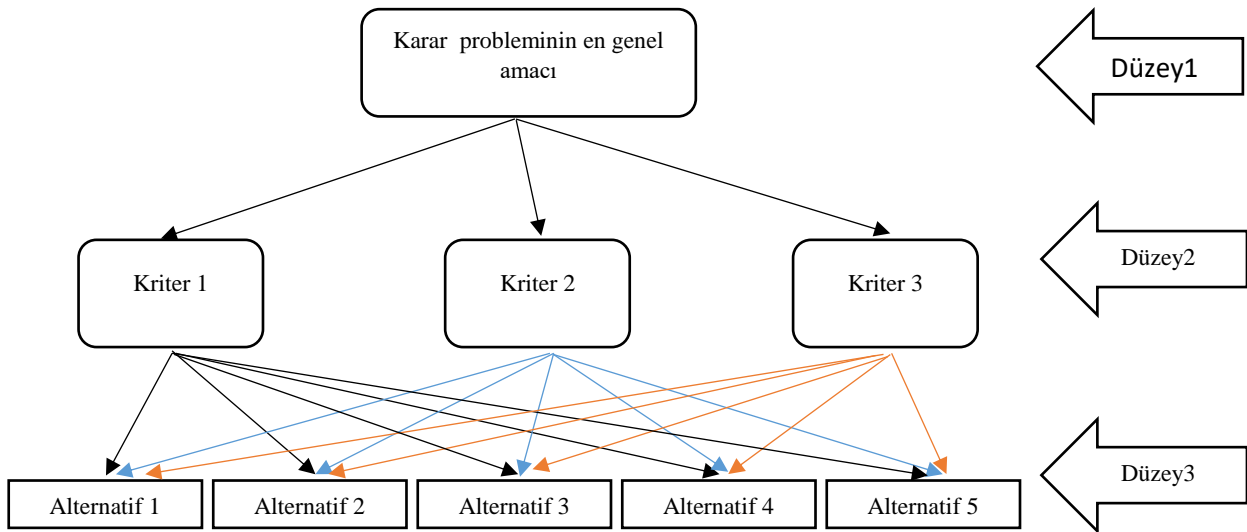 Karar probleminin en genel
amacı
Düzey1
Kriter 1
Kriter 2
Kriter 3
Düzey2
Alternatif 1
Alternatif 2
Alternatif 3
Alternatif 4
Alternatif 5
Düzey3